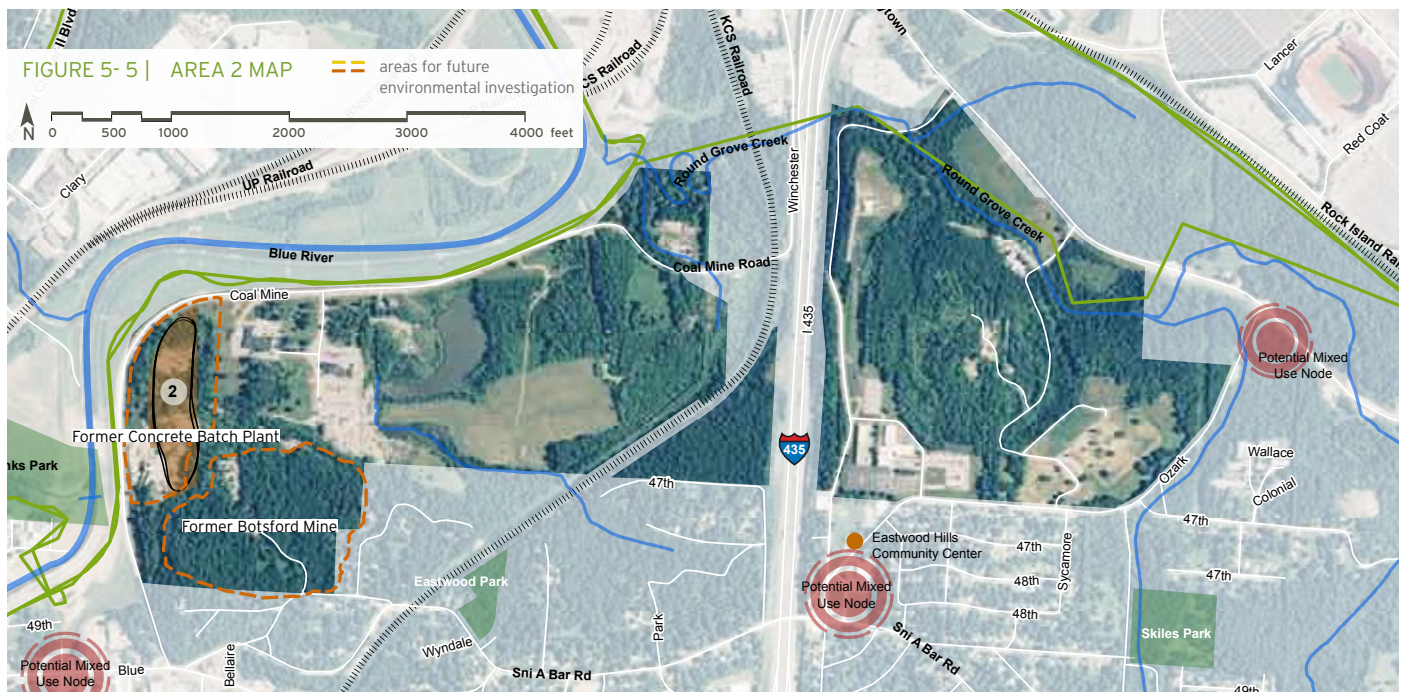 ll Blvd
KCS Railroad
gtown
Lancer
FIGURE 5- 5 | AREA 2 MAP
areas for future
environmental investigation
CS Railroad
N
0 500 1000 2000 3000 4000 feet
Red Coat
Clary
UP Railroad
Round Grove Creek
Winchester
Round Grove Creek
Rock Island Ra
Blue River
Coal Mine Road
Coal Mine
I 435
Potential Mixed
Use Node
2
Former Concrete Batch Plant
435
nks Park
Wallace
Ozark
Colonial
47th
47th
Former Botsford Mine
Eastwood Hills
Community Center
47th
Sycamore
47th
Eastwood Park
48th
Potential Mixed
Use Node
48th
49th
Park
Sni A Bar Rd
Skiles Park
Wyndale
Bellaire
Potential Mixed
Use Node
Blue
Sni A Bar Rd
49th